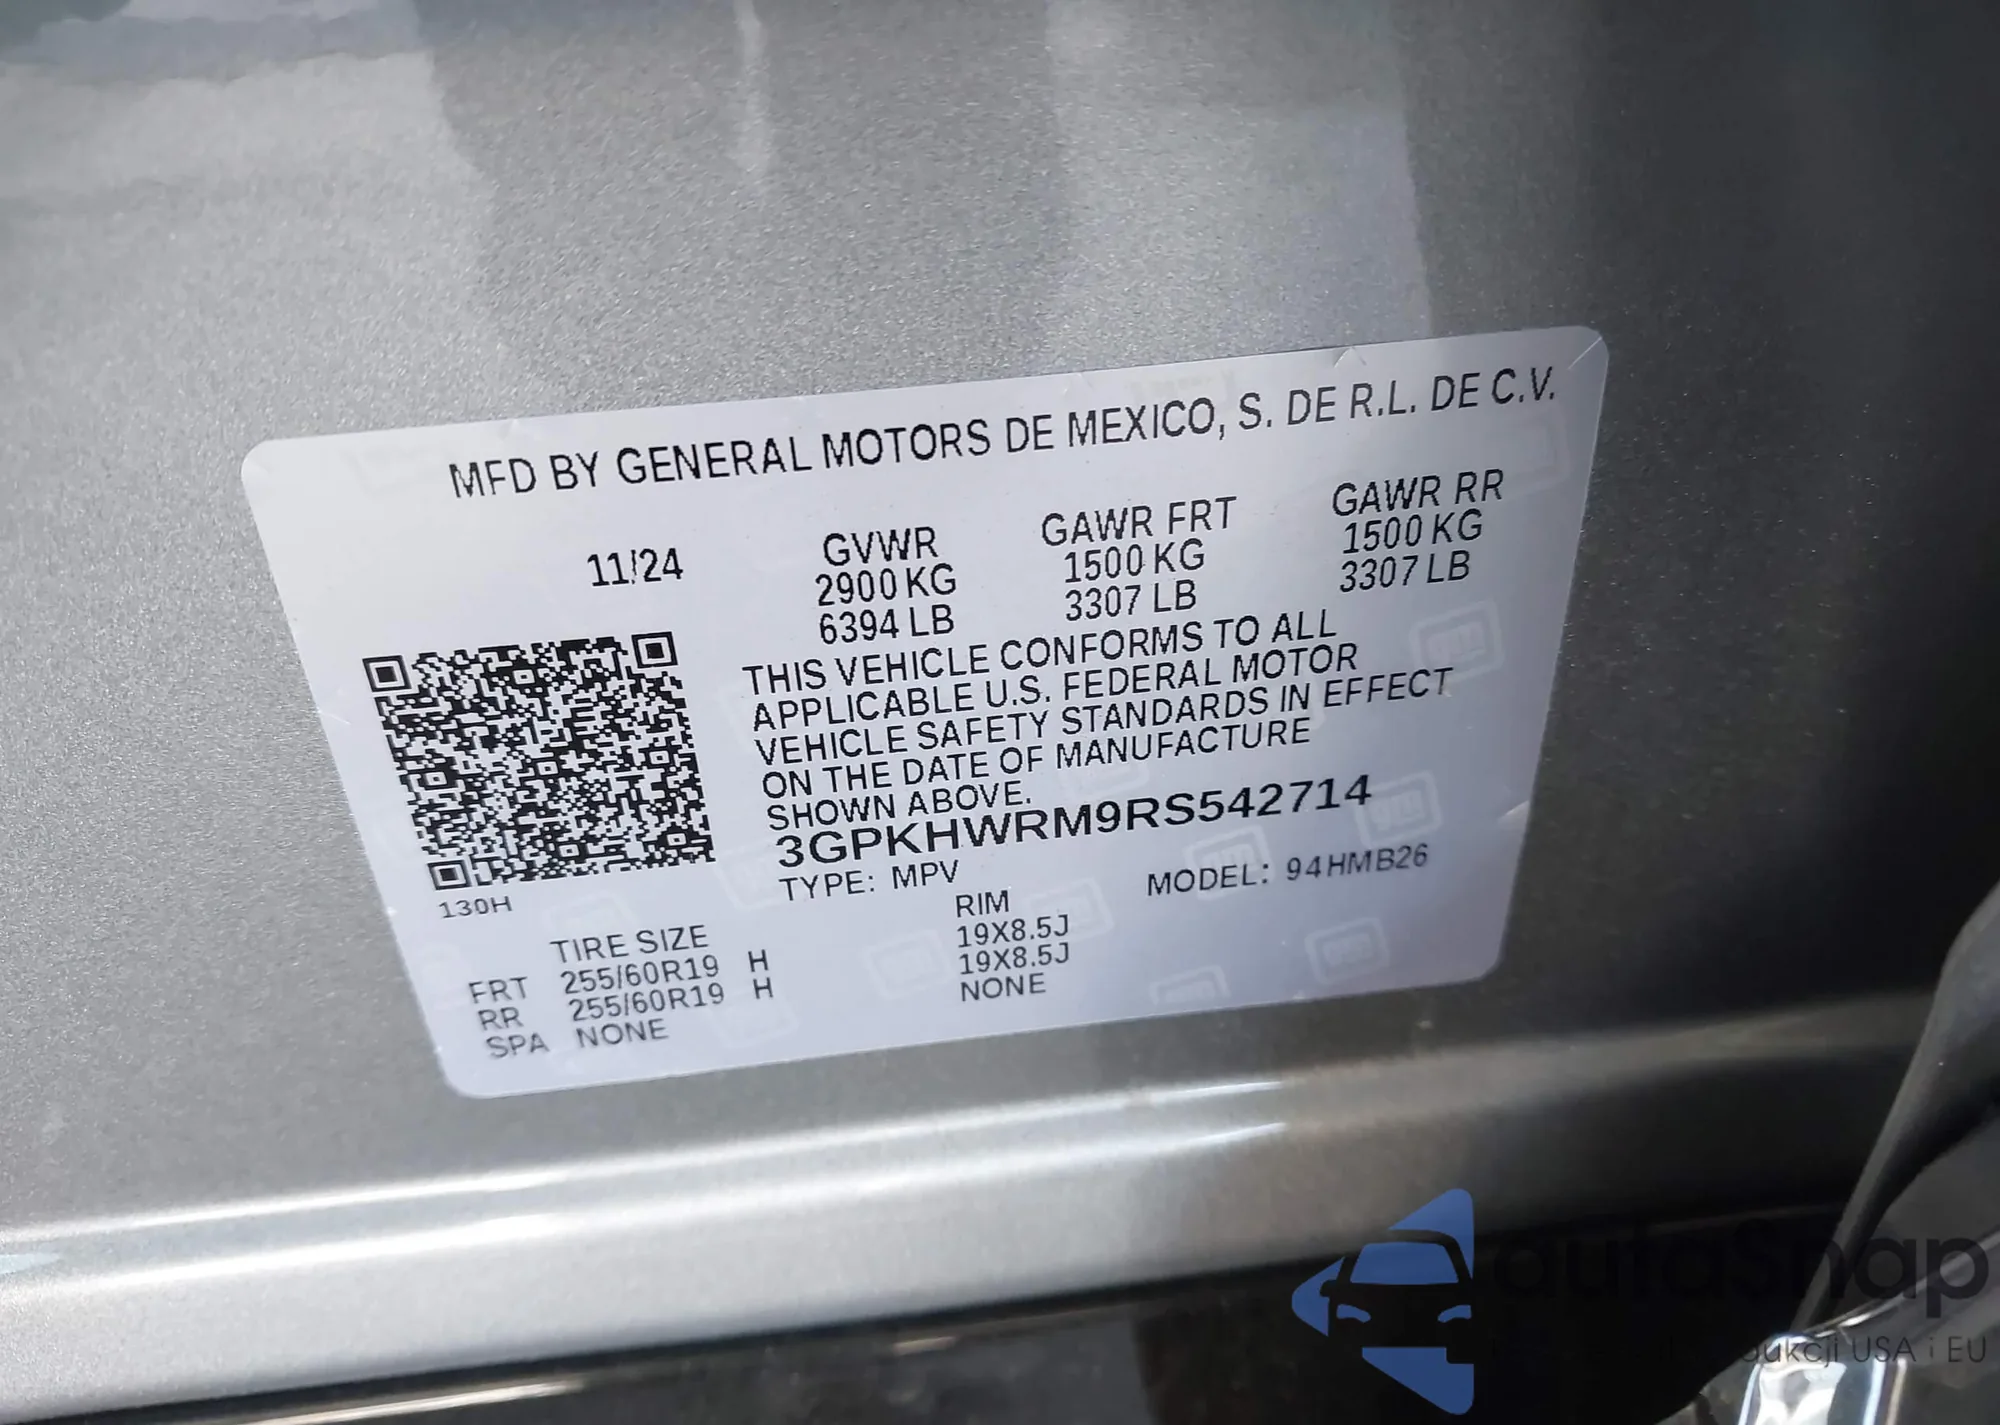 MFD BY GENERAL MOTORS DE MEXICO, S. DE R.L. DE C.V.
11/24
GVWR
2900 KG
6394 LB
GAWR FRT
1500 KG
3307 LB
GAWR RR
1500 KG
3307 LB
THIS VEHICLE CONFORMS TO ALL
APPLICABLE U.S. FEDERAL MOTOR
VEHICLE SAFETY STANDARDS IN EFFECT
ON THE DATE OF MANUFACTURE
SHOWN ABOVE.
3GPKHWRM9RS542714
TYPE: MPV MODEL: 94HMB26
130H
TIRE SIZE RIM
FRT 255/60R19 H 19X8.5J
RR 255/60R19 H 19X8.5J
SPA NONE NONE
autoSnap
USA i EU